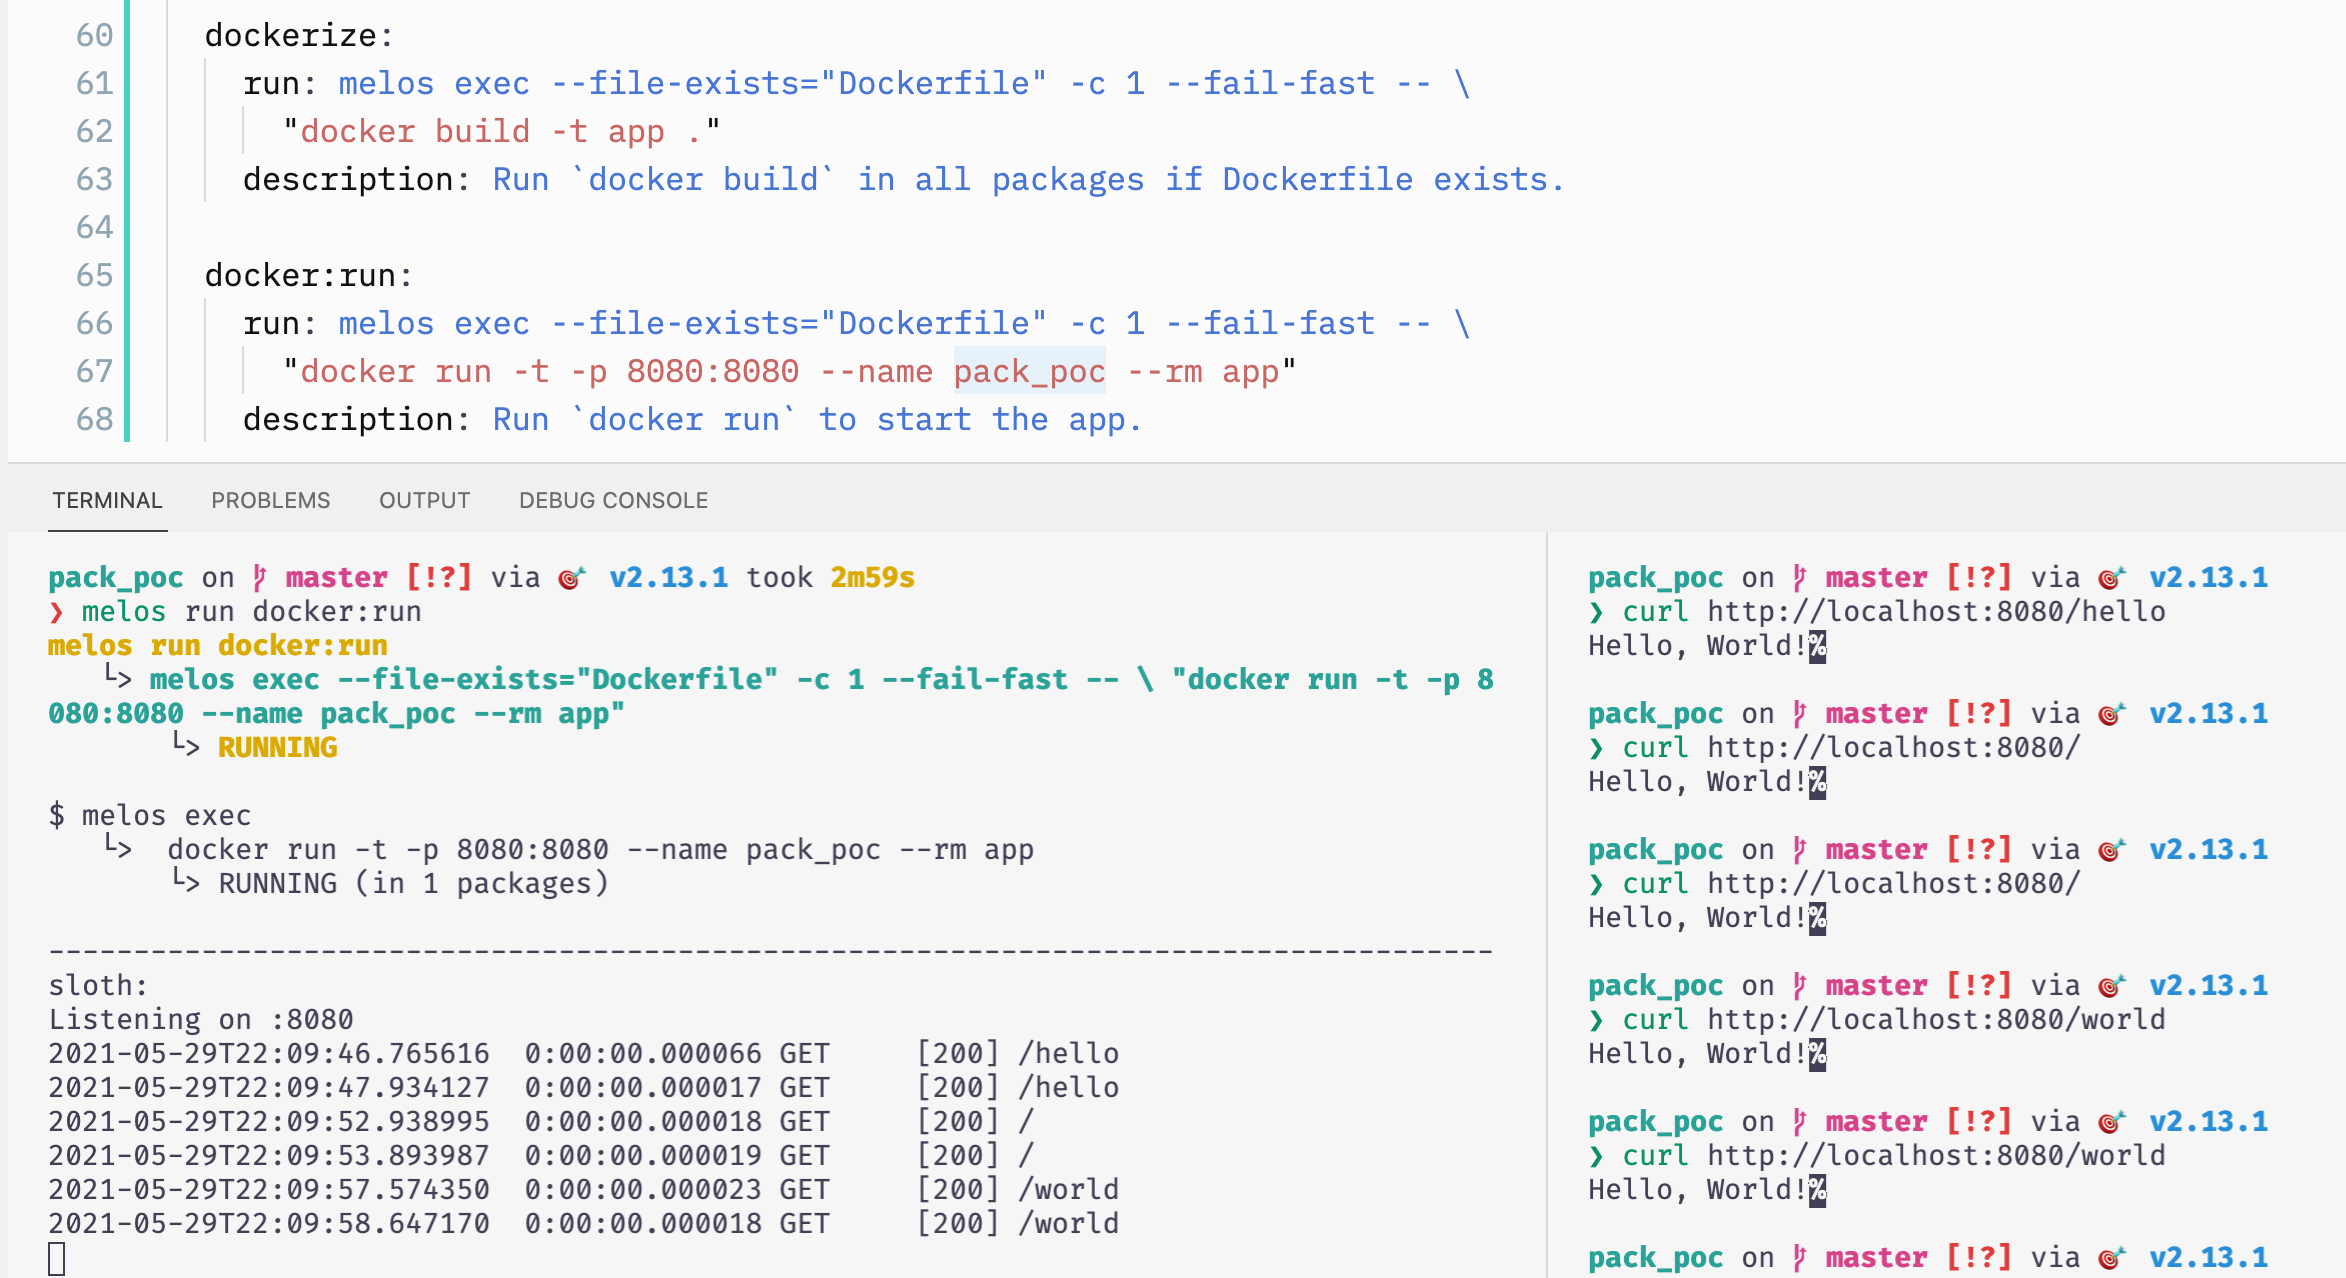 60 dockerize:
61 run: melos exec --file-exists="Dockerfile" -c 1 --fail-fast -- \
62 "docker build -t app ."
63 description: Run `docker build` in all packages if Dockerfile exists.
64
65 docker:run:
66 run: melos exec --file-exists="Dockerfile" -c 1 --fail-fast -- \
67 "docker run -t -p 8080:8080 --name pack_poc --rm app"
68 description: Run `docker run` to start the app.
TERMINAL PROBLEMS OUTPUT DEBUG CONSOLE
pack_poc on master [!?] via 🎯 v2.13.1 took 2m59s
❯ melos run docker:run
melos run docker:run
└> melos exec --file-exists="Dockerfile" -c 1 --fail-fast -- \ "docker run -t -p 8
080:8080 --name pack_poc --rm app"
└> RUNNING
$ melos exec
└> docker run -t -p 8080:8080 --name pack_poc --rm app
└> RUNNING (in 1 packages)
-------------------------------------------------------------------------------------
sloth:
Listening on :8080
2021-05-29T22:09:46.765616 0:00:00.000066 GET [200] /hello
2021-05-29T22:09:47.934127 0:00:00.000017 GET [200] /hello
2021-05-29T22:09:52.938995 0:00:00.000018 GET [200] /
2021-05-29T22:09:53.893987 0:00:00.000019 GET [200] /
2021-05-29T22:09:57.574350 0:00:00.000023 GET [200] /world
2021-05-29T22:09:58.647170 0:00:00.000018 GET [200] /world
pack_poc on master [!?] via 🎯 v2.13.1
❯ curl http://localhost:8080/hello
Hello, World!%
pack_poc on master [!?] via 🎯 v2.13.1
❯ curl http://localhost:8080/
Hello, World!%
pack_poc on master [!?] via 🎯 v2.13.1
❯ curl http://localhost:8080/
Hello, World!%
pack_poc on master [!?] via 🎯 v2.13.1
❯ curl http://localhost:8080/world
Hello, World!%
pack_poc on master [!?] via 🎯 v2.13.1
❯ curl http://localhost:8080/world
Hello, World!%
pack_poc on master [!?] via 🎯 v2.13.1